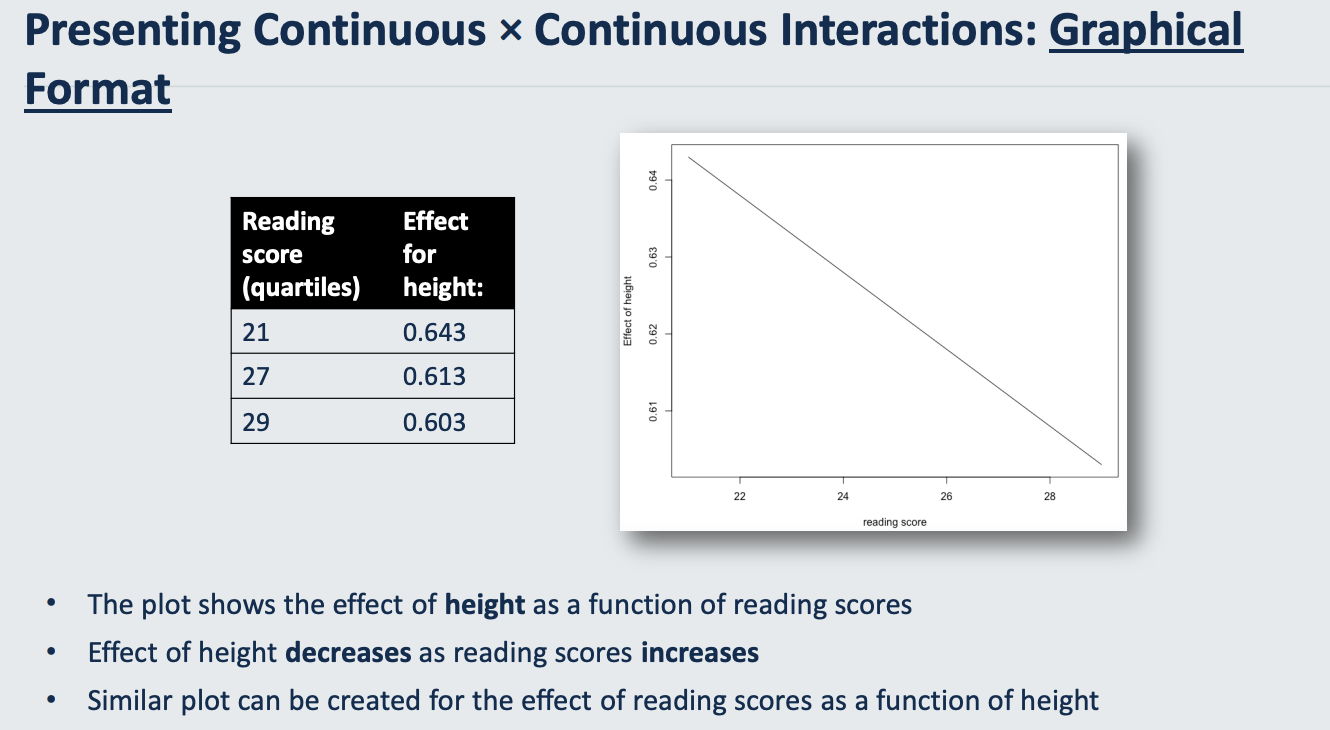 Presenting Continuous × Continuous Interactions: Graphical
Format
Reading
score
(quartiles)
Effect
for
height:
21 0.643
27 0.613
29 0.603
Effect of height
0.64
0.63
0.62
0.61
22 24 26 28
reading score
• The plot shows the effect of height as a function of reading scores
• Effect of height decreases as reading scores increases
• Similar plot can be created for the effect of reading scores as a function of height